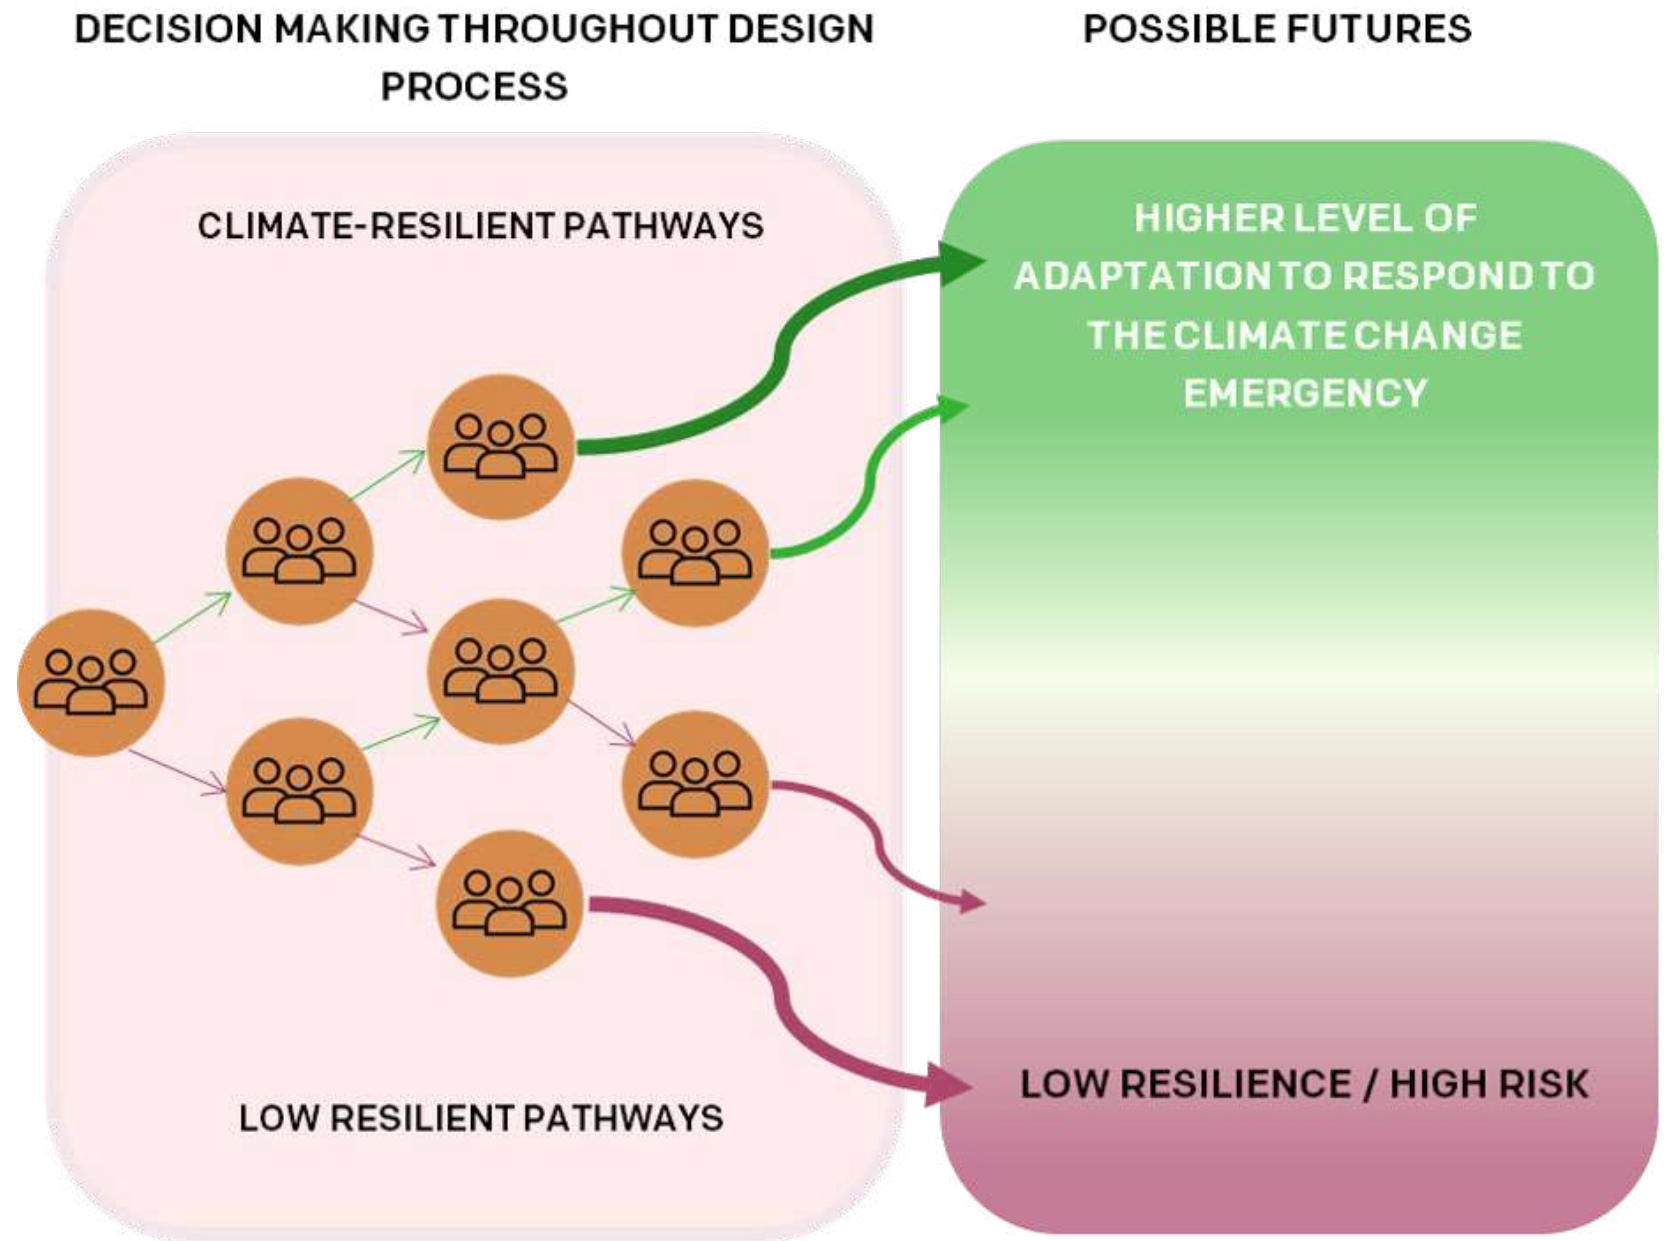 DECISION MAKING THROUGHOUT DESIGN
PROCESS
POSSIBLE FUTURES
CLIMATE-RESILIENT PATHWAYS
LOW RESILIENT PATHWAYS
HIGHER LEVEL OF
ADAPTATION TO RESPOND TO
THE CLIMATE CHANGE
EMERGENCY
LOW RESILIENCE / HIGH RISK